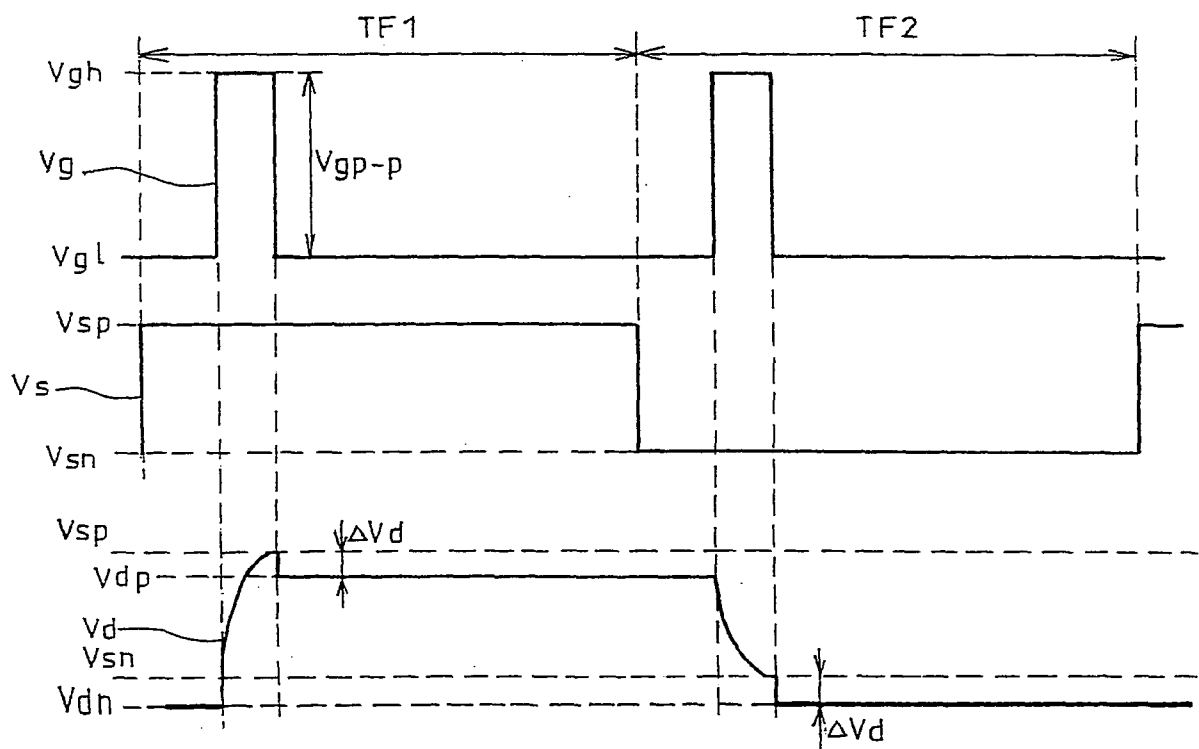 TF1
TF2
Vgh
Vg
Vgp-p
Vgl
Vsp
Vs
Vsn
Vsp
ΔVd
Vdp
Vd
Vsn
Vdn
ΔVd